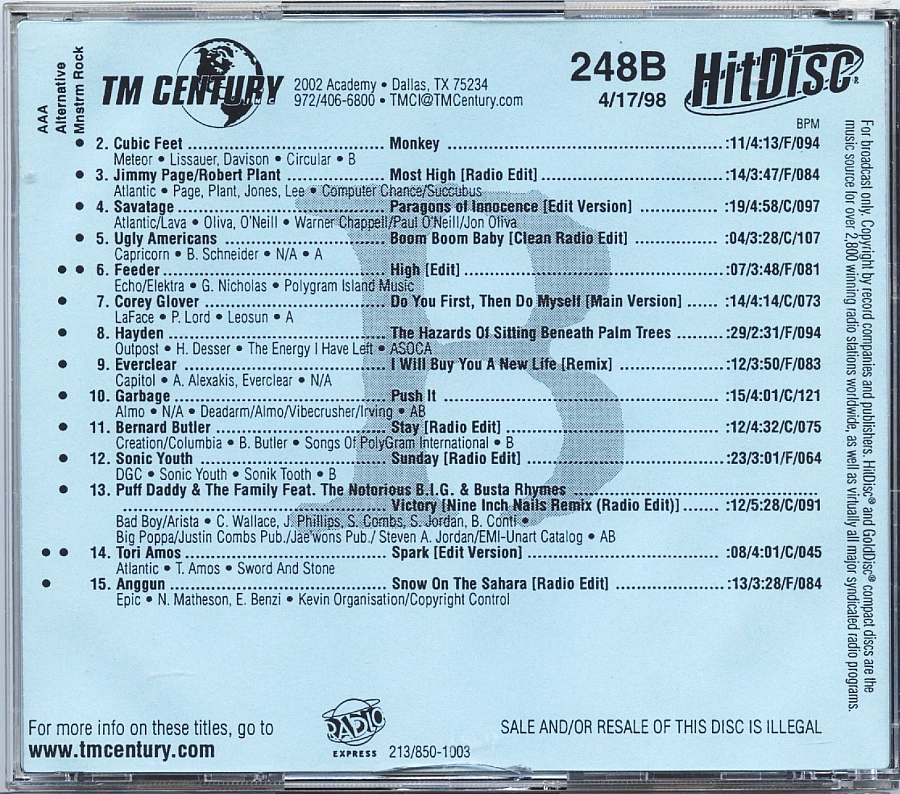 AAA
Alternative
Mnstrm Rock
TM CENTURY
2002 Academy • Dallas, TX 75234
972/406-6800 • TMCI@TMCentury.com
248B
4/17/98
HitDisc®
BPM
• 2. Cubic Feet .......... Monkey .......... :11/4:13/F/094
Meteor • Lissauer, Davison • Circular • B
• 3. Jimmy Page/Robert Plant .......... Most High [Radio Edit] .......... :14/3:47/F/084
Atlantic • Page, Plant, Jones, Lee • Computer Chance/Succubus
• 4. Savatage .......... Paragons of Innocence [Edit Version] .......... :19/4:58/C/097
Atlantic/Lava • Oliva, O'Neill • Warner Chappell/Paul O'Neill/Jon Oliva
• 5. Ugly Americans .......... Boom Boom Baby [Clean Radio Edit] .......... :04/3:28/C/107
Capricorn • B. Schneider • N/A • A
• • 6. Feeder .......... High [Edit] .......... :07/3:48/F/081
Echo/Elektra • G. Nicholas • Polygram Island Music
• 7. Corey Glover .......... Do You First, Then Do Myself [Main Version] ...... :14/4:14/C/073
LaFace • P. Lord • Leosun • A
• 8. Hayden .......... The Hazards Of Sitting Beneath Palm Trees .......... :29/2:31/F/094
Outpost • H. Desser • The Energy I Have Left • ASOCA
• 9. Everclear .......... I Will Buy You A New Life [Remix] .......... :12/3:50/F/083
Capitol • A. Alexakis, Everclear • N/A
• 10. Garbage .......... Push It .......... :15/4:01/C/121
Almo • N/A • Deadarm/Almo/Vibecrusher/Irving • AB
• 11. Bernard Butler .......... Stay [Radio Edit] .......... :12/4:32/C/075
Creation/Columbia • B. Butler • Songs Of PolyGram International • B
• 12. Sonic Youth .......... Sunday [Radio Edit] .......... :23/3:01/F/064
DGC • Sonic Youth • Sonik Tooth • B
• 13. Puff Daddy & The Family Feat. The Notorious B.I.G. & Busta Rhymes ..........
.......... Victory [Nine Inch Nails Remix (Radio Edit)] .......... :12/5:28/C/091
Bad Boy/Arista • C. Wallace, J. Phillips, S. Combs, S. Jordan, B. Conti •
Big Poppa/Justin Combs Pub./Jae'wons Pub./ Steven A. Jordan/EMI-Unart Catalog • AB
• • 14. Tori Amos .......... Spark [Edit Version] .......... :08/4:01/C/045
Atlantic • T. Amos • Sword And Stone
• 15. Anggun .......... Snow On The Sahara [Radio Edit] .......... :13/3:28/F/084
Epic • N. Matheson, E. Benzi • Kevin Organisation/Copyright Control
B
For broadcast only. Copyright by record companies and publishers. HitDisc® and GoldDisc® compact discs are the
music source for over 2,800 winning radio stations worldwide, as well as virtually all major syndicated radio programs.
For more info on these titles, go to
www.tmcentury.com
RADIO
EXPRESS
213/850-1003
SALE AND/OR RESALE OF THIS DISC IS ILLEGAL